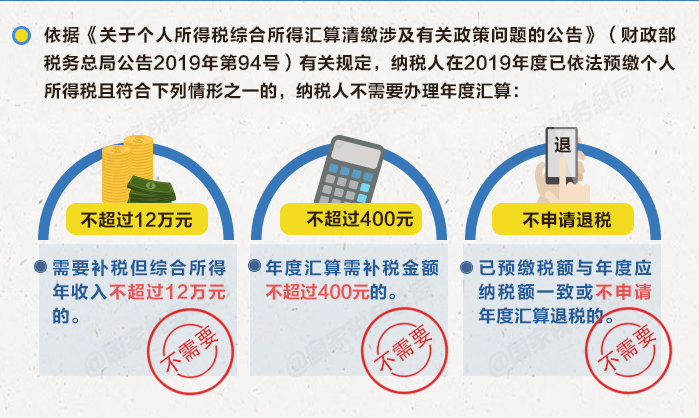 依据《关于个人所得税综合所得汇算清缴涉及有关政策问题的公告》（财政部
税务总局公告2019年第94号）有关规定，纳税人在2019年度已依法预缴个人
所得税且符合下列情形之一的，纳税人不需要办理年度汇算：
退
不超过12万元
不超过400元
不申请退税
需要补税但综合所得
年收入不超过12万元
的。
不需要
年度汇算需补税金额
不超过400元的。
不需要
已预缴税额与年度应
纳税额一致或不申请
年度汇算退税的。
不需要